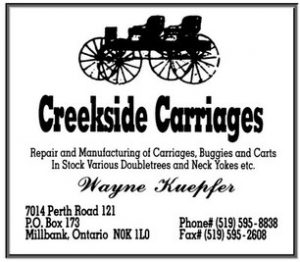 Creekside Carriages
Repair and Manufacturing of Carriages, Buggies and Carts
In Stock Various Doubletrees and Neck Yokes etc.
Wayne Kuepfer
7014 Perth Road 121
P.O. Box 173
Millbank, Ontario N0K 1L0
Phone# (519) 595-8838
Fax# (519) 595-2608